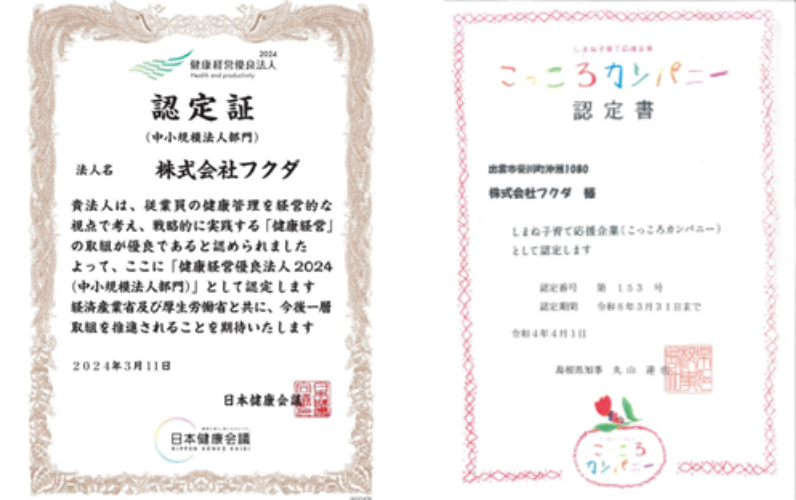 2024
健康経営優良法人
Health and productivity
認定証
(中小規模法人部門)
法人名 株式会社フクダ
貴法人は、従業員の健康管理を経営的な
視点で考え、戦略的に実践する「健康経営」
の取組が優良であると認められました
よって、ここに「健康経営優良法人2024
(中小規模法人部門)」として認定します
経済産業省及び厚生労働省と共に、今後一層
取組を推進されることを期待いたします
2024年3月11日
日本健康会議
日本健康会議
NIPPON KENKO KAIGI
しまね子育て応援企業
こっころカンパニー
認定書
出雲市斐川町沖洲1080
株式会社フクダ 様
しまね子育て応援企業(こっころカンパニー)
として認定します
認定番号 第 153 号
認定期間 令和8年3月31日まで
令和4年4月1日
島根県知事 丸山 達也
こっころ
カンパニー